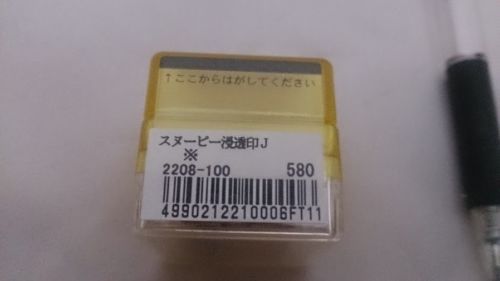 ↑ここからはがしてください
スヌーピー浸透印J
※
2208-100 580
4990212210006FT11